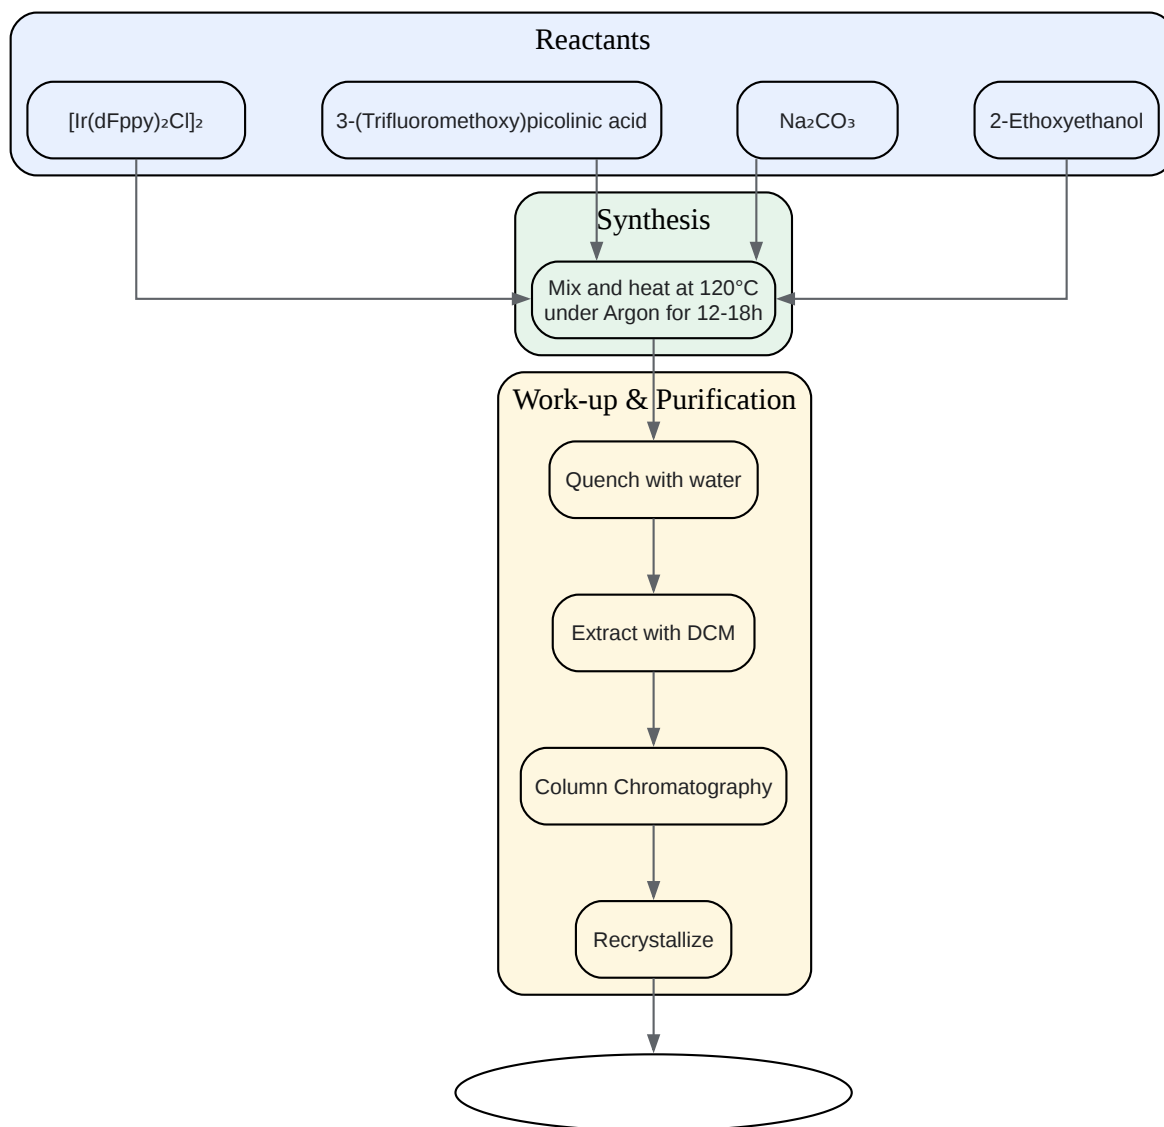 Reactants
[Ir(dFppy)₂Cl]₂
3-(Trifluoromethoxy)picolinic acid
Na₂CO₃
2-Ethoxyethanol
Synthesis
Mix and heat at 120°C
under Argon for 12-18h
Work-up & Purification
Quench with water
Extract with DCM
Column Chromatography
Recrystallize